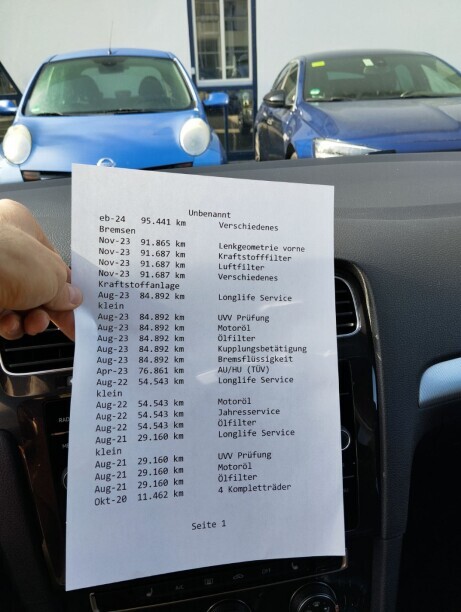 Unbenannt
eb-24 95.441 km Verschiedenes
Bremsen
Nov-23 91.865 km Lenkgeometrie vorne
Nov-23 91.687 km Kraftstofffilter
Nov-23 91.687 km Luftfilter
Nov-23 91.687 km Verschiedenes
Kraftstoffanlage
Aug-23 84.892 km Longlife Service
klein
Aug-23 84.892 km UVV Prüfung
Aug-23 84.892 km Motoröl
Aug-23 84.892 km Ölfilter
Aug-23 84.892 km Kupplungsbetätigung
Aug-23 84.892 km Bremsflüssigkeit
Apr-23 76.861 km AU/HU (TÜV)
Aug-22 54.543 km Longlife Service
klein
Aug-22 54.543 km Motoröl
Aug-22 54.543 km Jahresservice
Aug-22 54.543 km Ölfilter
Aug-21 29.160 km Longlife Service
klein
Aug-21 29.160 km UVV Prüfung
Aug-21 29.160 km Motoröl
Aug-21 29.160 km Ölfilter
Okt-20 11.462 km 4 Kompletträder
Seite 1
RAD